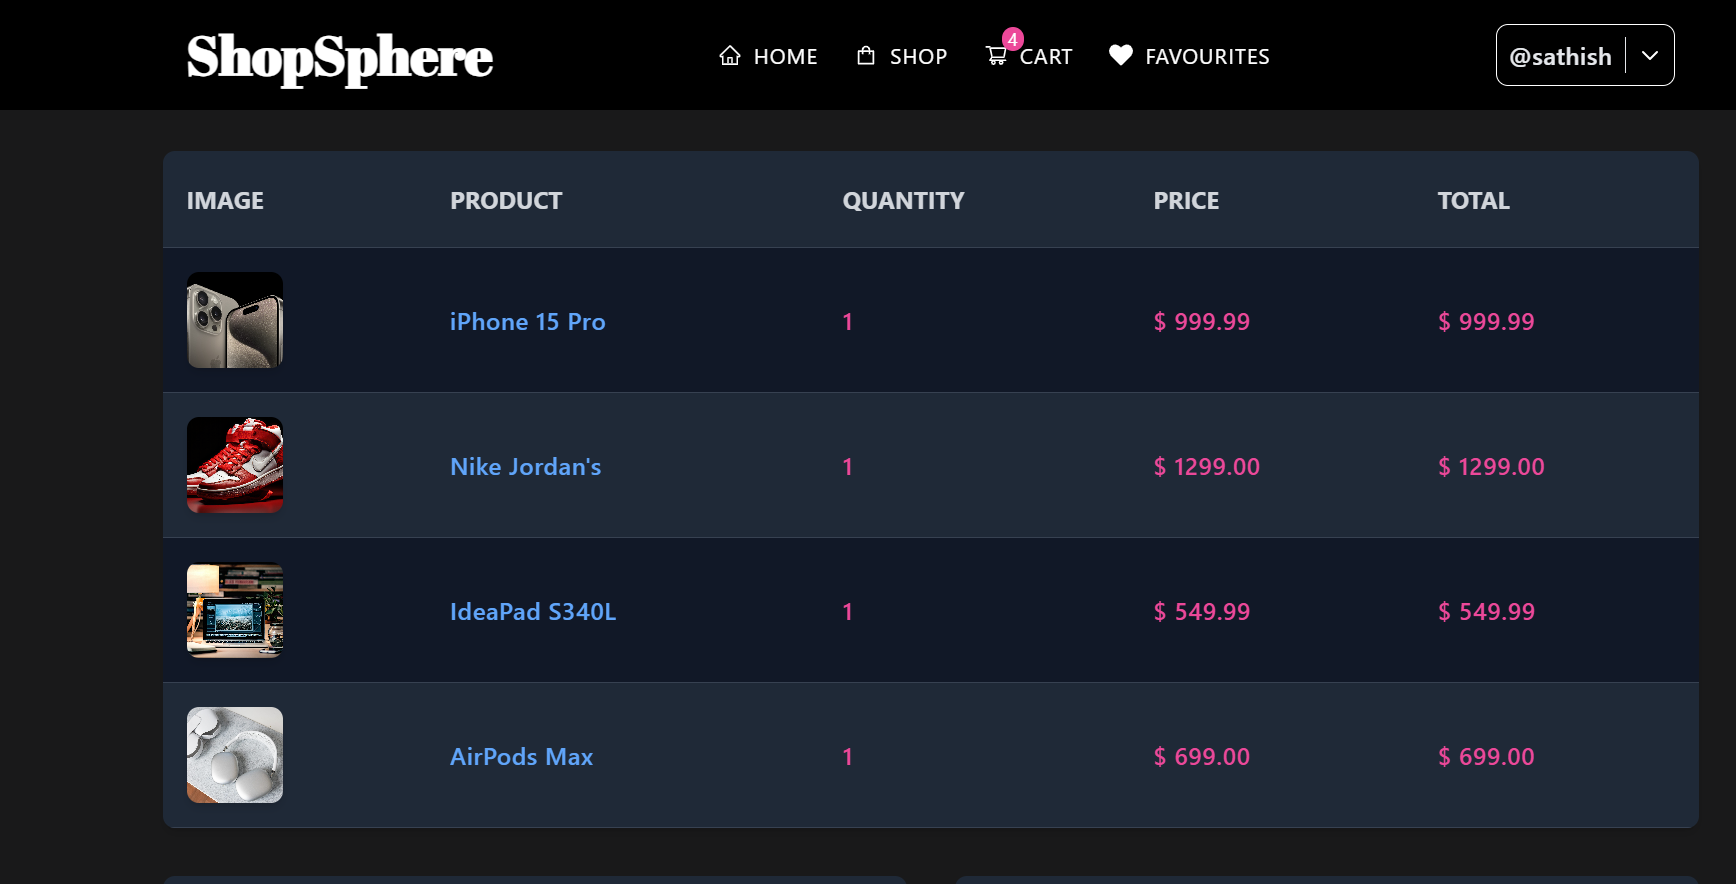 ShopSphere
HOME
SHOP
4
CART
FAVOURITES
@sathish
IMAGE PRODUCT QUANTITY PRICE TOTAL
iPhone 15 Pro 1 $ 999.99 $ 999.99
Nike Jordan's 1 $ 1299.00 $ 1299.00
IdeaPad S340L 1 $ 549.99 $ 549.99
AirPods Max 1 $ 699.00 $ 699.00